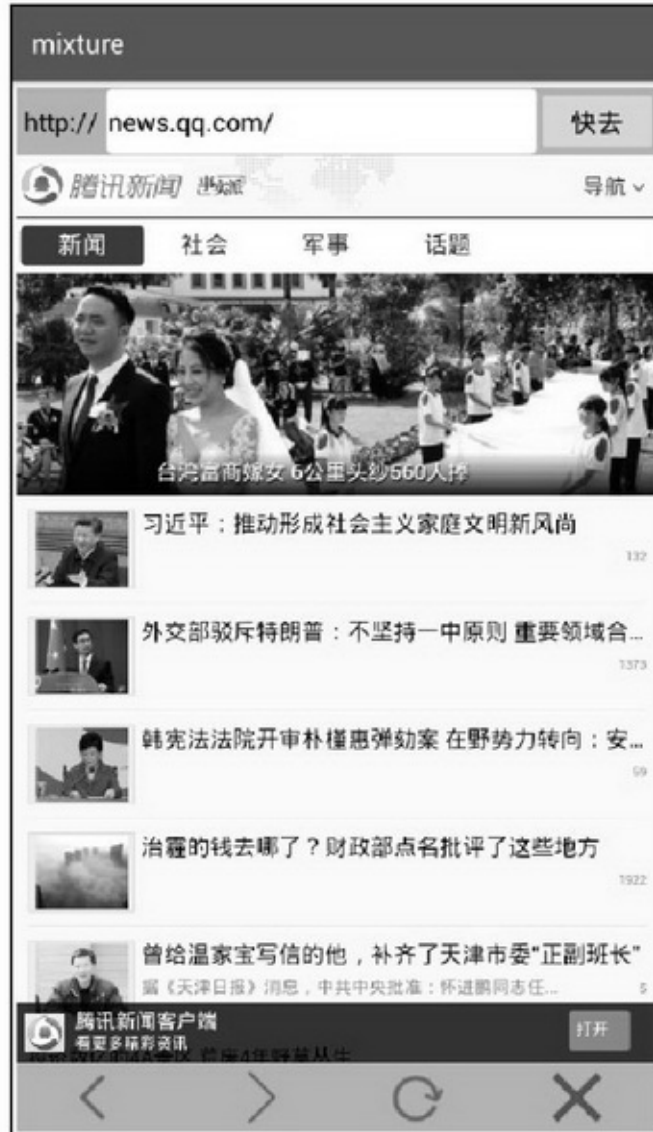 mixture
http:// news.qq.com/ 快去
腾讯新闻 导航
新闻 社会 军事 话题
台湾富商嫁女 6公里头纱560人捧
习近平：推动形成社会主义家庭文明新风尚
132
外交部驳斥特朗普：不坚持一中原则 重要领域合...
1373
韩宪法法院开审朴槿惠弹劾案 在野势力转向：安...
59
治霾的钱去哪了？财政部点名批评了这些地方
1922
曾给温家宝写信的他，补齐了天津市委“正副班长”
据《天津日报》消息，中共中央批准：怀进鹏同志任...
5
腾讯新闻客户端
看更多精彩资讯
打开